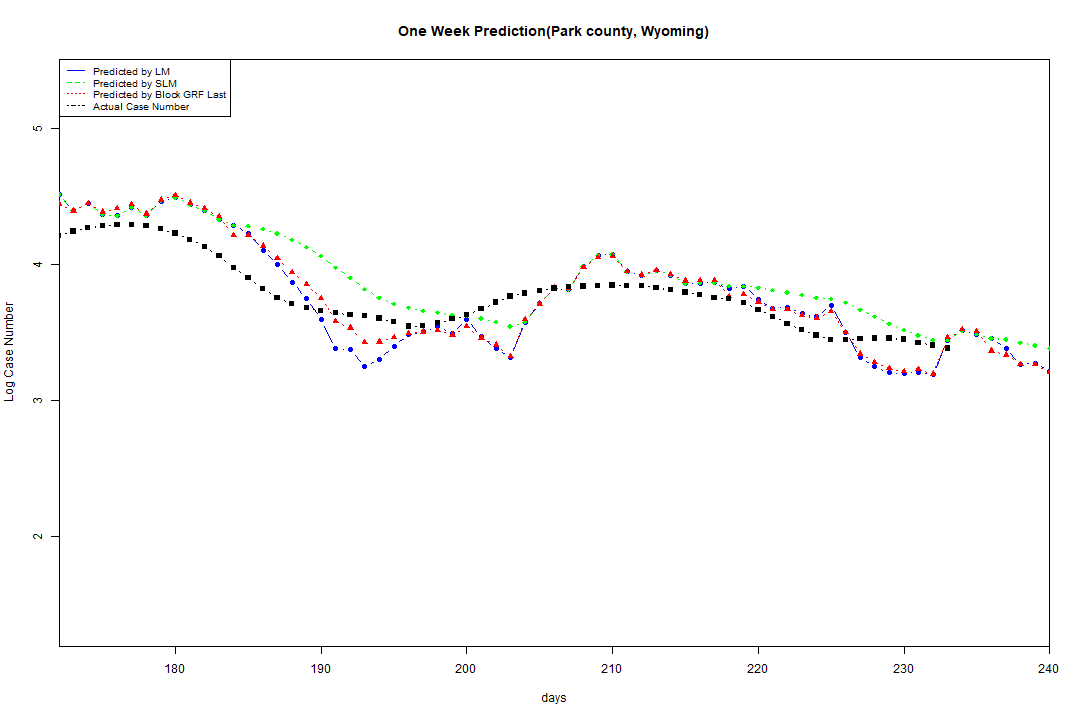 One Week Prediction(Park county, Wyoming)
Predicted by LM
Predicted by SLM
Predicted by Block GRF Last
Actual Case Number
5
4
3
2
Log Case Number
180 190 200 210 220 230 240
days